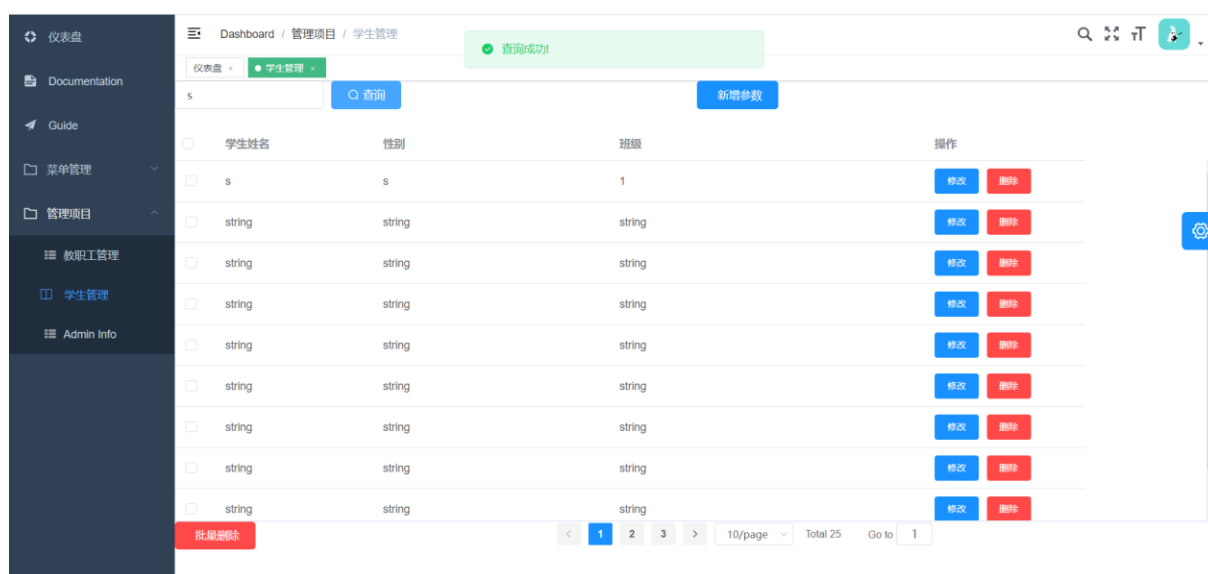 仪表盘
Documentation
Guide
菜单管理
管理项目
教职工管理
学生管理
Admin Info
Dashboard / 管理项目 / 学生管理
查询成功!
仪表盘 × ● 学生管理 ×
s 查询 新增参数
学生姓名 性别 班级 操作
s s 1 修改 删除
string string string 修改 删除
string string string 修改 删除
string string string 修改 删除
string string string 修改 删除
string string string 修改 删除
string string string 修改 删除
string string string 修改 删除
string string string 修改 删除
批量删除 < 1 2 3 > 10/page Total 25 Go to 1